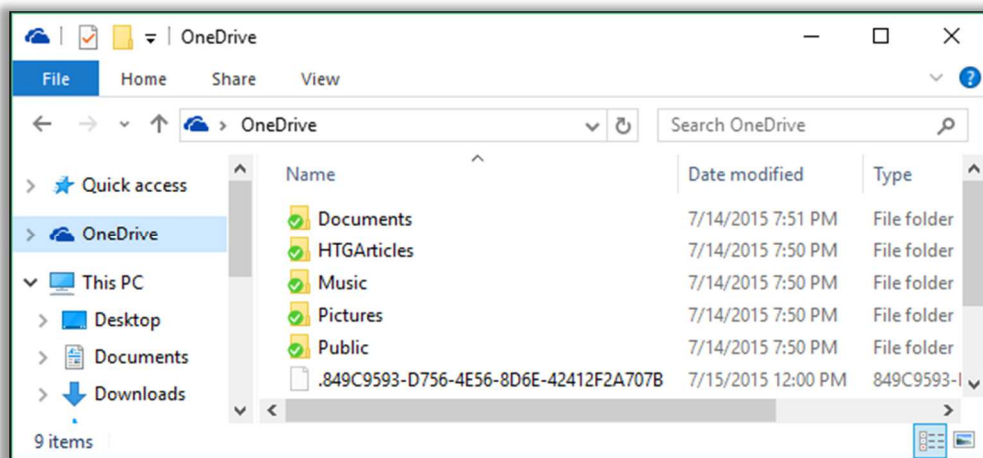 OneDrive
File Home Share View
OneDrive Search OneDrive
Name Date modified Type
Quick access
OneDrive
This PC
Desktop
Documents
Downloads
Documents 7/14/2015 7:51 PM File folder
HTGArticles 7/14/2015 7:50 PM File folder
Music 7/14/2015 7:50 PM File folder
Pictures 7/14/2015 7:50 PM File folder
Public 7/14/2015 7:50 PM File folder
.849C9593-D756-4E56-8D6E-42412F2A707B 7/15/2015 12:00 PM 849C9593-
9 items